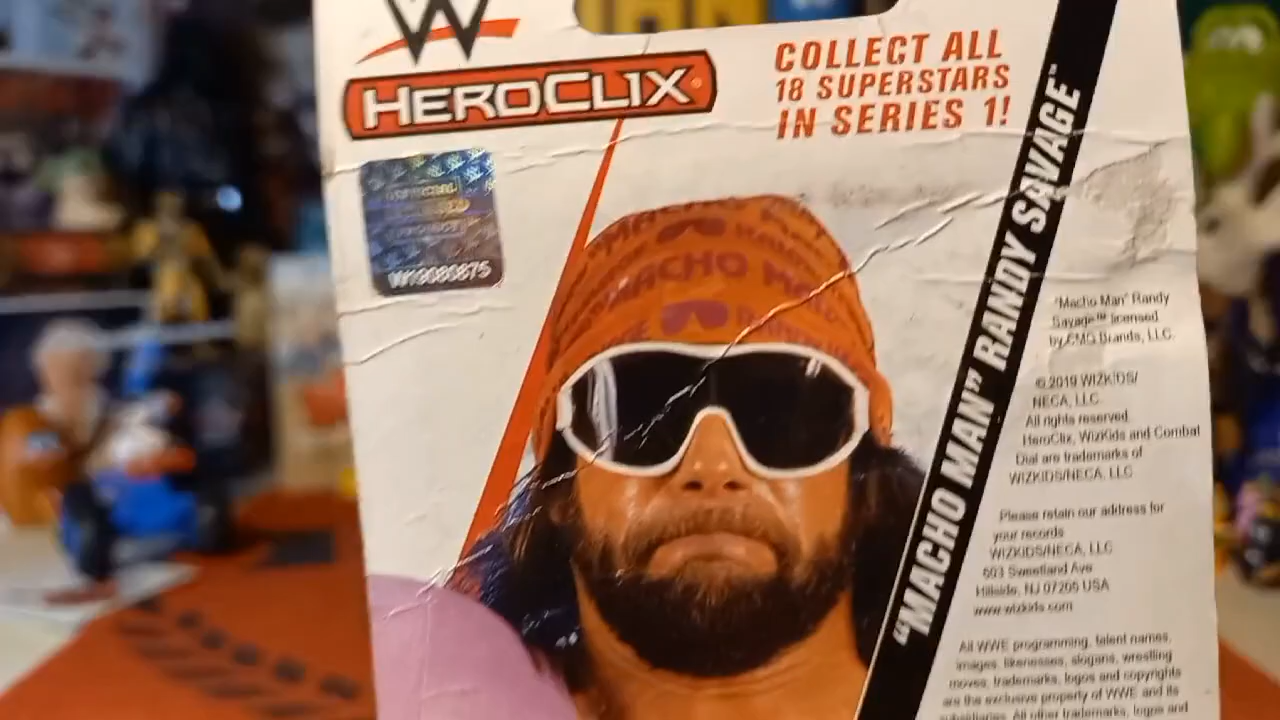 W
HEROCLIX
COLLECT ALL
18 SUPERSTARS
IN SERIES 1!
W19080875
MACHO MAN
"MACHO MAN" RANDY SAVAGE™
"Macho Man" Randy
Savage™ licensed
by CMG Brands, LLC.
© 2019 WIZKIDS/
NECA, LLC.
All rights reserved.
HeroClix, WizKids and Combat
Dial are trademarks of
WIZKIDS/NECA, LLC
Please retain our address for
your records
WIZKIDS/NECA, LLC
603 Sweetland Ave
Hillside, NJ 07205 USA
www.wizkids.com
All WWE programming, talent names,
images, likenesses, slogans, wrestling
moves, trademarks, logos and copyrights
are the exclusive property of WWE and its
subsidiaries. All other trademarks, logos and